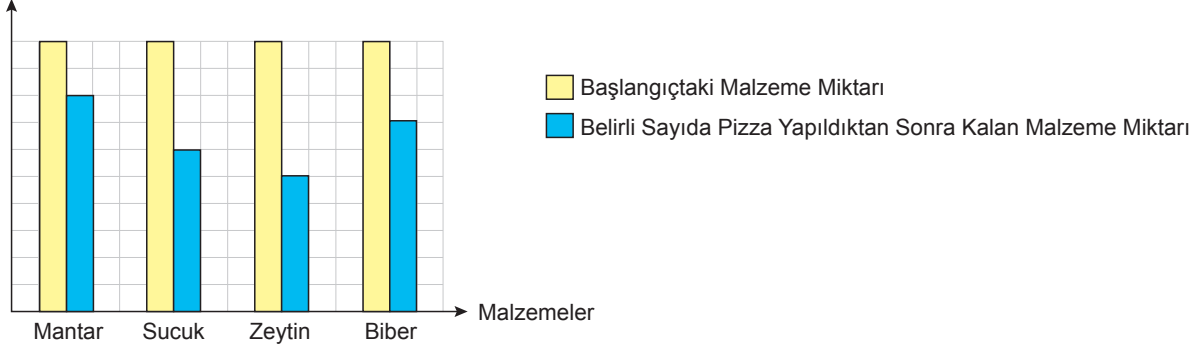 Başlangıçtaki Malzeme Miktarı
Belirli Sayıda Pizza Yapıldıktan Sonra Kalan Malzeme Miktarı
Malzemeler
Mantar Sucuk Zeytin Biber